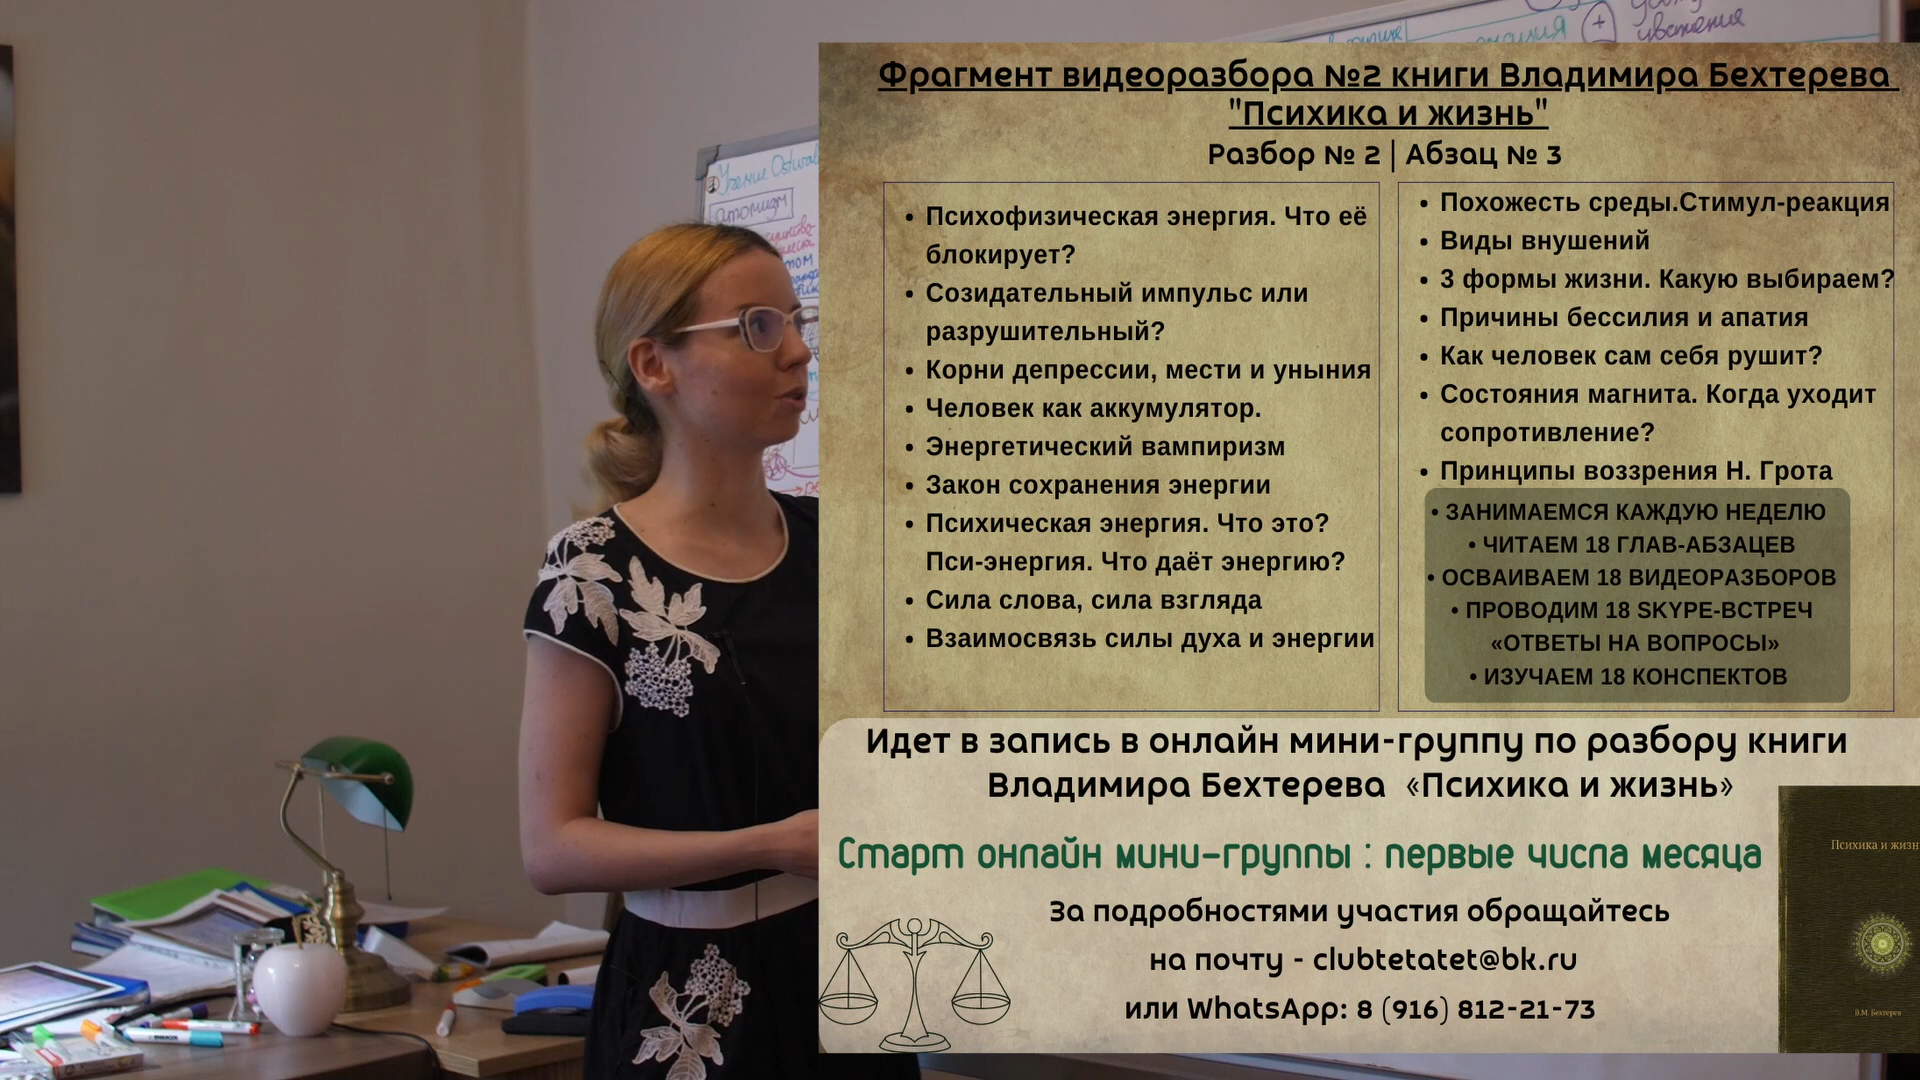 Фрагмент видеоразбора №2 книги Владимира Бехтерева
"Психика и жизнь"
Разбор № 2 | Абзац № 3
• Психофизическая энергия. Что её
блокирует?
• Созидательный импульс или
разрушительный?
• Корни депрессии, мести и уныния
• Человек как аккумулятор.
• Энергетический вампиризм
• Закон сохранения энергии
• Психическая энергия. Что это?
Пси-энергия. Что даёт энергию?
• Сила слова, сила взгляда
• Взаимосвязь силы духа и энергии
• Похожесть среды.Стимул-реакция
• Виды внушений
• 3 формы жизни. Какую выбираем?
• Причины бессилия и апатия
• Как человек сам себя рушит?
• Состояния магнита. Когда уходит
сопротивление?
• Принципы воззрения Н. Грота
• ЗАНИМАЕМСЯ КАЖДУЮ НЕДЕЛЮ
• ЧИТАЕМ 18 ГЛАВ-АБЗАЦЕВ
• ОСВАИВАЕМ 18 ВИДЕОРАЗБОРОВ
• ПРОВОДИМ 18 SKYPE-ВСТРЕЧ
«ОТВЕТЫ НА ВОПРОСЫ»
• ИЗУЧАЕМ 18 КОНСПЕКТОВ
Идет в запись в онлайн мини-группу по разбору книги
Владимира Бехтерева «Психика и жизнь»
Старт онлайн мини-группы : первые числа месяца
За подробностями участия обращайтесь
на почту - clubtetatet@bk.ru
или WhatsApp: 8 (916) 812-21-73
Психика и жизн
В.М. Бехтерев
Учение Ostwal
атомизм